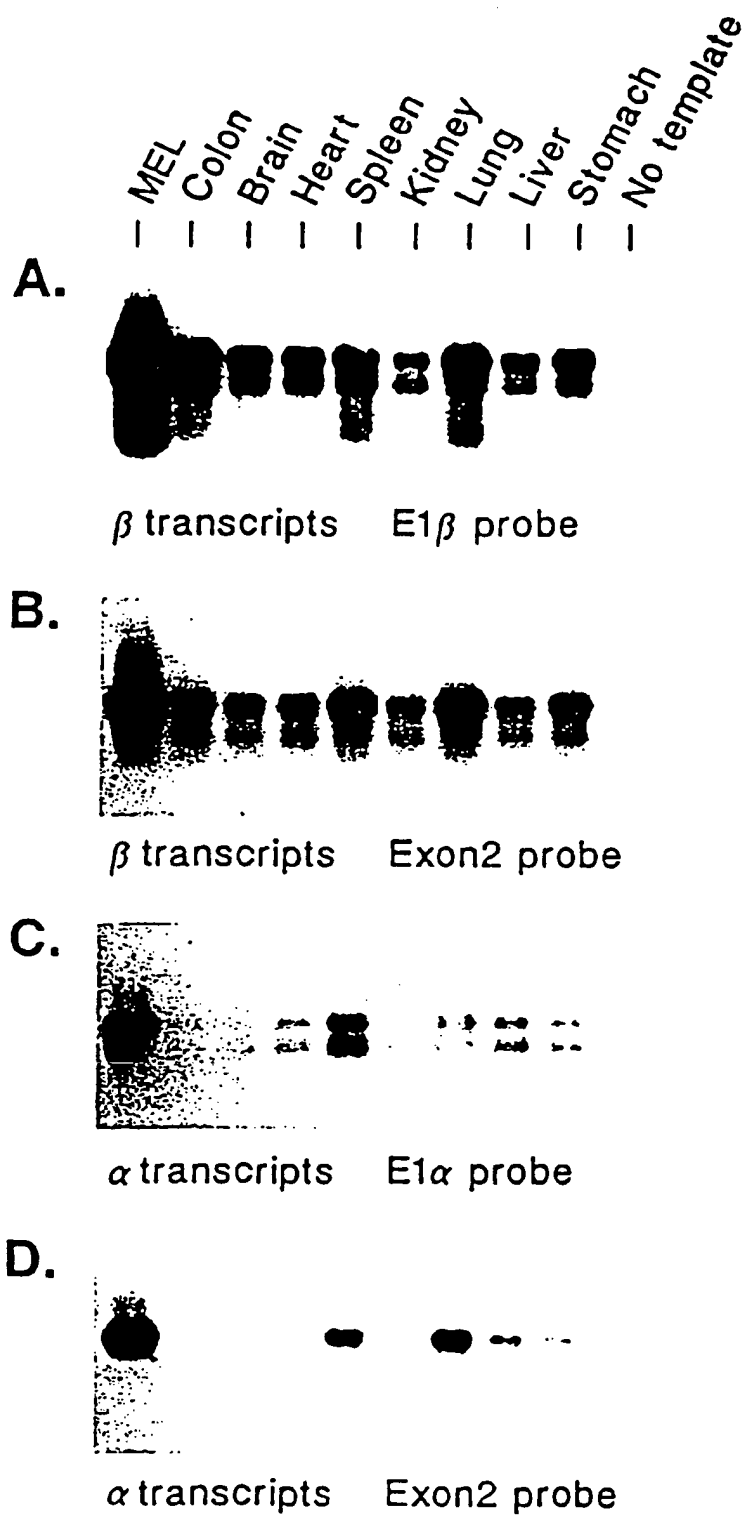 MEL
Colon
Brain
Heart
Spleen
Kidney
Lung
Liver
Stomach
No template
A.
β transcripts E1β probe
B.
β transcripts Exon2 probe
C.
α transcripts E1α probe
D.
α transcripts Exon2 probe